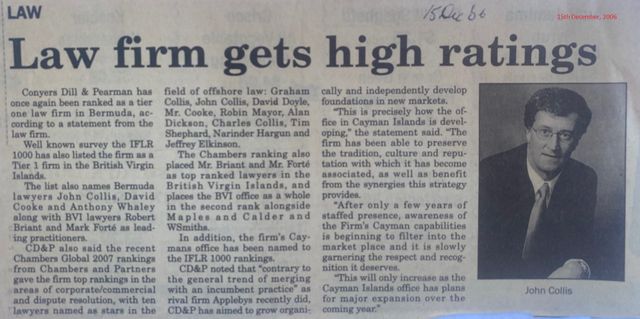 LAW
15 Dec 06
15th December, 2006
Law firm gets high ratings
Conyers Dill & Pearman has
once again been ranked as a tier
one law firm in Bermuda, ac-
cording to a statement from the
law firm.
Well known survey the IFLR
1000 has also listed the firm as a
Tier 1 firm in the British Virgin
Islands.
The list also names Bermuda
lawyers John Collis, David
Cooke and Anthony Whaley
along with BVI lawyers Robert
Briant and Mark Forté as lead-
ing practitioners.
CD&P also said the recent
Chambers Global 2007 rankings
from Chambers and Partners
gave the firm top rankings in the
areas of corporate/commercial
and dispute resolution, with ten
lawyers named as stars in the
field of offshore law: Graham
Collis, John Collis, David Doyle,
Mr. Cooke, Robin Mayor, Alan
Dickson, Charles Collis, Tim
Shephard, Narinder Hargun and
Jeffrey Elkinson.
The Chambers ranking also
placed Mr. Briant and Mr. Forté
as top ranked lawyers in the
British Virgin Islands, and
places the BVI office as a whole
in the second rank alongside
Maples and Calder and
WSmiths.
In addition, the firm's Cay-
mans office has been named to
the IFLR 1000 rankings.
CD&P noted that "contrary to
the general trend of merging
with an incumbent practice" as
rival firm Applebys recently did,
CD&P has aimed to grow organi-
cally and independently develop
foundations in new markets.
"This is precisely how the of-
fice in Cayman Islands is devel-
oping," the statement said. "The
firm has been able to preserve
the tradition, culture and repu-
tation with which it has become
associated, as well as benefit
from the synergies this strategy
provides.
"After only a few years of
staffed presence, awareness of
the Firm's Cayman capabilities
is beginning to filter into the
market place and it is slowly
garnering the respect and recog-
nition it deserves.
"This will only increase as the
Cayman Islands office has plans
for major expansion over the
coming year."
John Collis